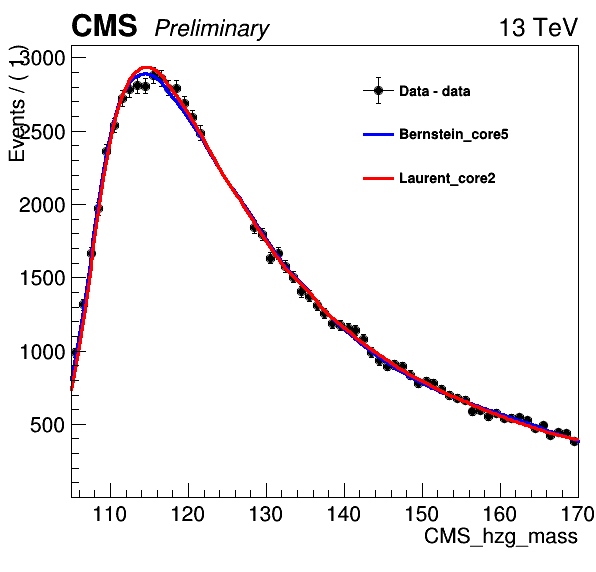 CMS Preliminary 13 TeV
Events / ( 1 )
3000
2500
2000
1500
1000
500
Data - data
Bernstein_core5
Laurent_core2
110 120 130 140 150 160 170
CMS_hzg_mass